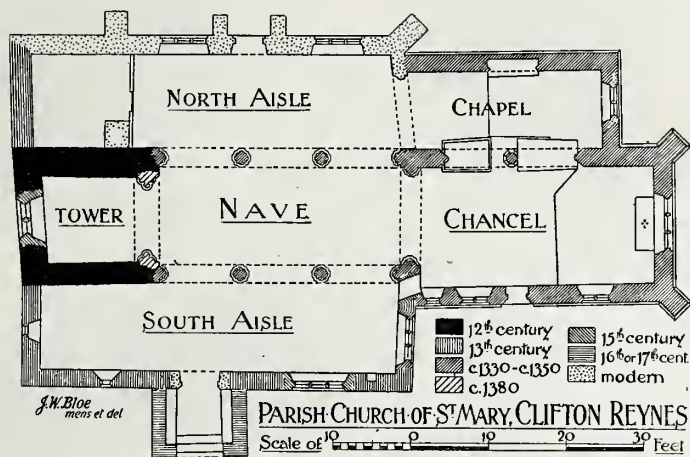 NORTH AISLE
CHAPEL
TOWER
NAVE
CHANCEL
SOUTH AISLE
12th century
13th century
c1330-c1350
c.1380
15th century
16th or 17th cent.
modern
J.W. Bloe
mens et del
PARISH·CHURCH·OF·ST MARY, CLIFTON REYNES
Scale of 10 0 10 20 30 Feet